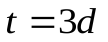 t = 3d